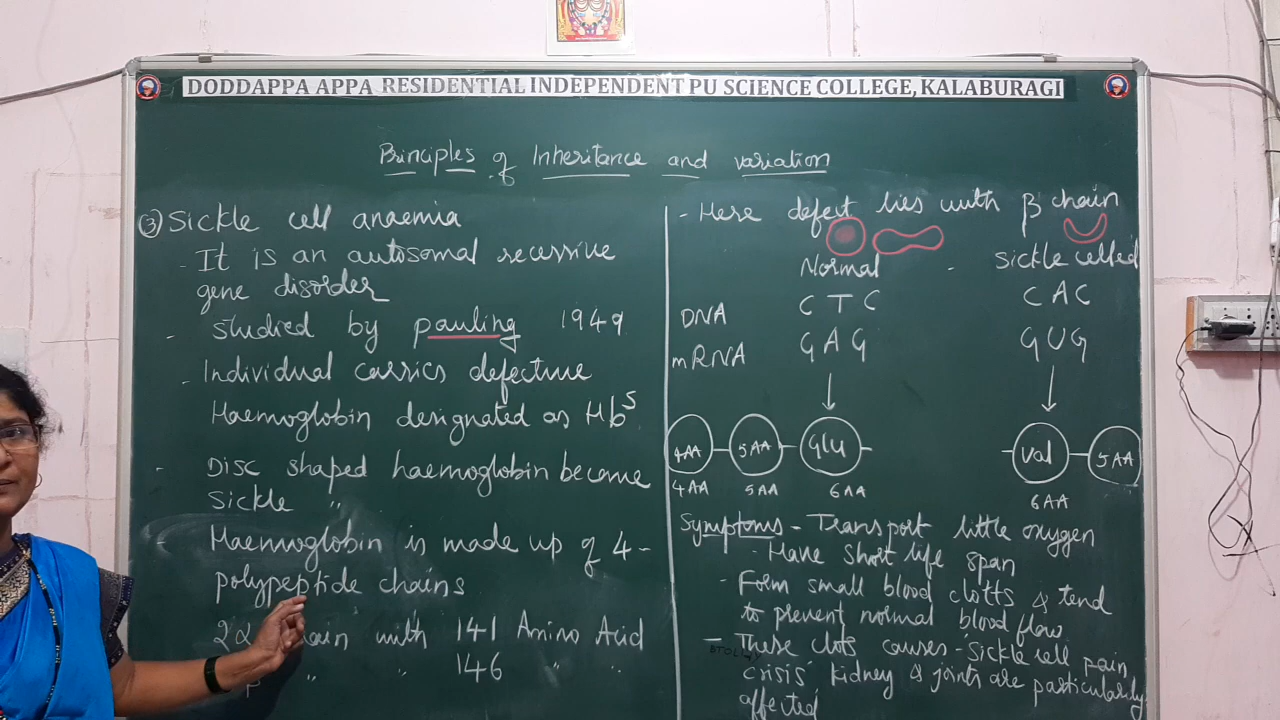 DODDAPPA APPA RESIDENTIAL INDEPENDENT PU SCIENCE COLLEGE, KALABURAGI
Principles of Inheritance and variation
③ Sickle cell anaemia
- It is an autosomal recessive
gene disorder
- Studied by pauling 1949
- Individual carries defective
Haemoglobin designated as Hb^S
- Disc shaped haemoglobin become
Sickle "
- Haemoglobin is made up of 4-
polypeptide chains
2α chain with 141 Amino Acid
β " " 146 " "
- Here defect lies with β chain
Normal - Sickle celled
DNA CTC CAC
mRNA GAG GUG
4AA 5AA Glu val 5AA
4AA 5AA 6AA 6AA
Symptoms - Transport little oxygen
- Have short life span
- Form small blood clotts & tend
to prevent normal blood flow
- These clots causes - 'Sickle cell pain
crisis' kidney & joints are particularly
affected